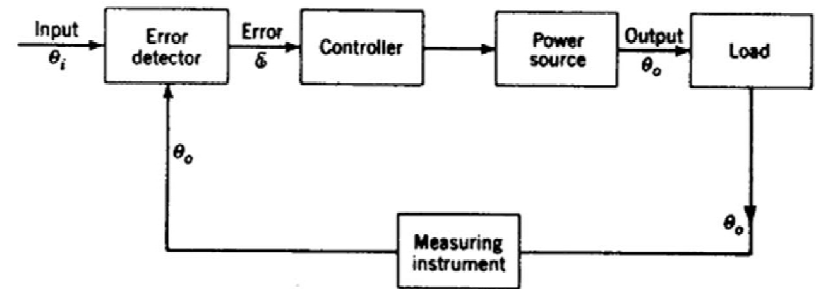 Input
θi
Error
detector
Error
δ
Controller
Power
source
Output
θo
Load
θo
Measuring
instrument
θo